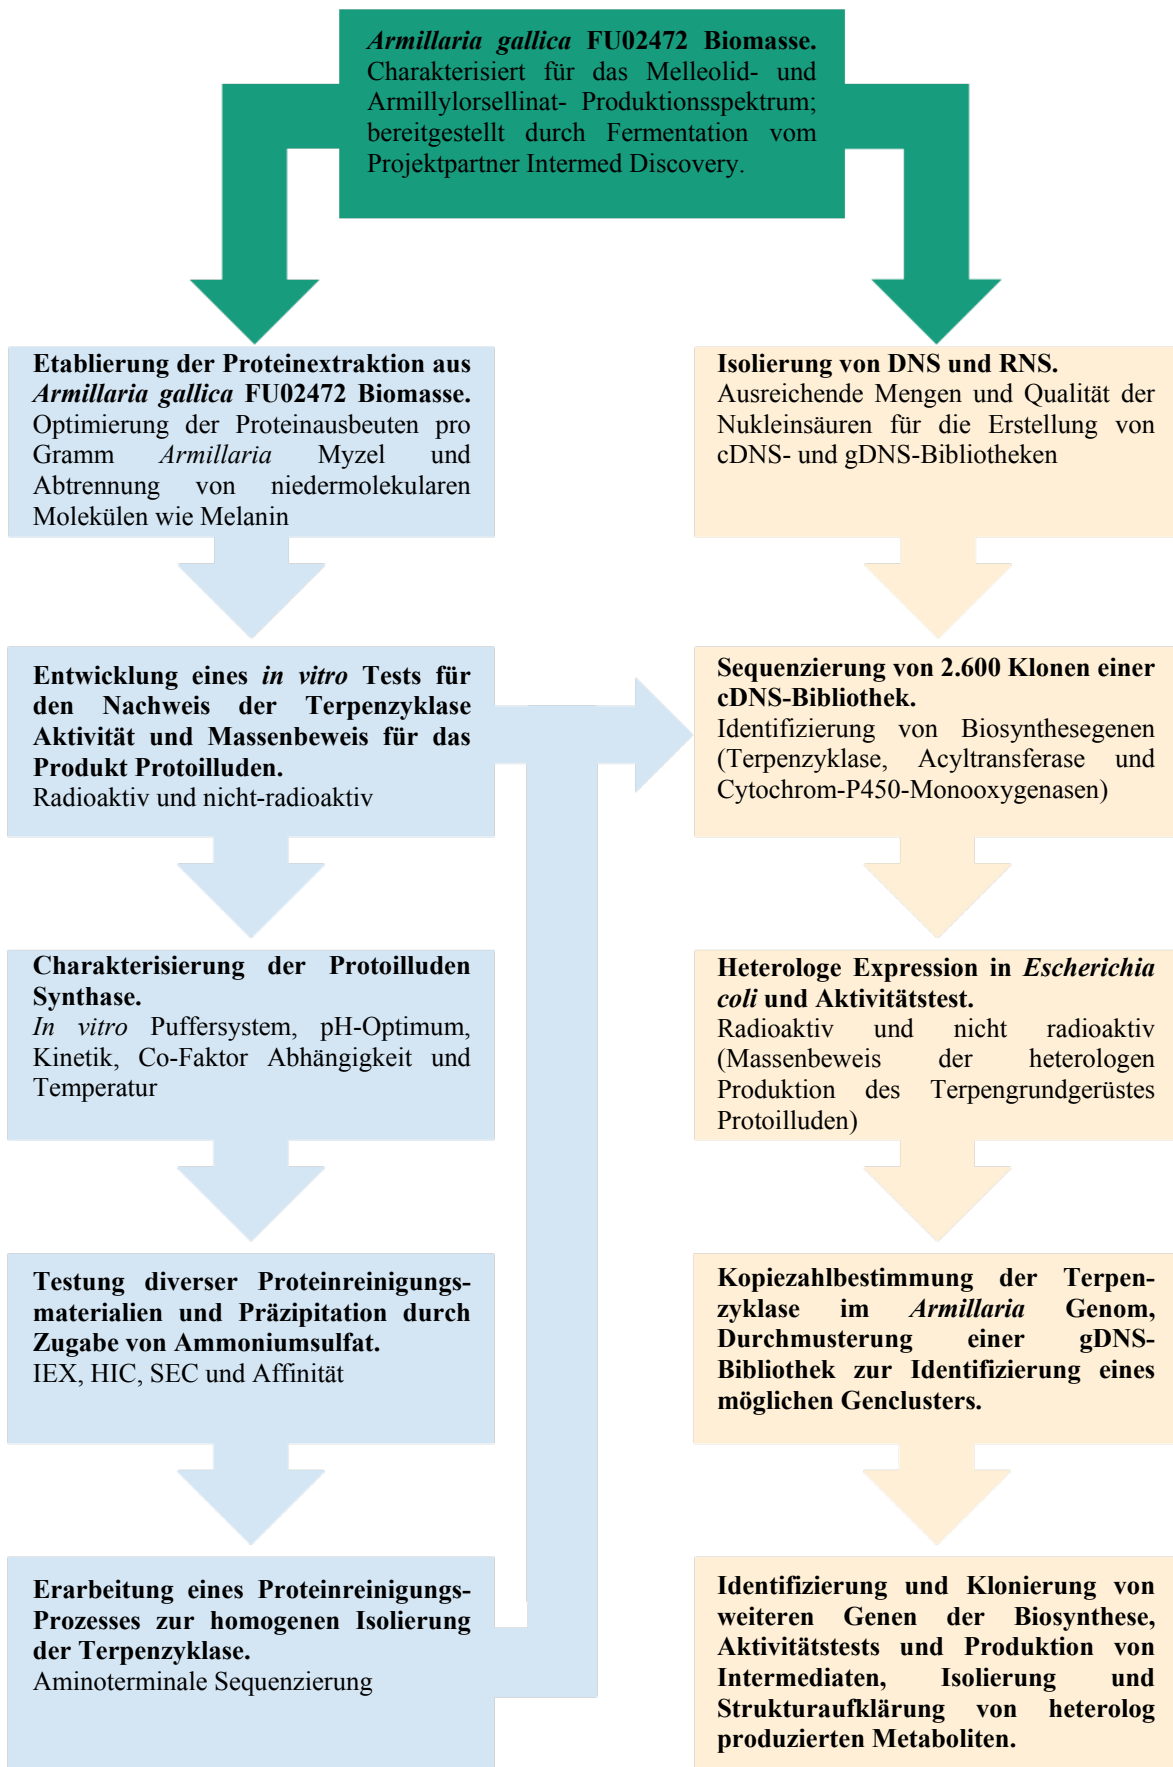 Armillaria gallica FU02472 Biomasse.
Charakterisiert für das Melleolid- und
Armillylorsellinat- Produktionsspektrum;
bereitgestellt durch Fermentation vom
Projektpartner Intermed Discovery.
Etablierung der Proteinextraktion aus
Armillaria gallica FU02472 Biomasse.
Optimierung der Proteinausbeuten pro
Gramm Armillaria Myzel und
Abtrennung von niedermolekularen
Molekülen wie Melanin
Isolierung von DNS und RNS.
Ausreichende Mengen und Qualität der
Nukleinsäuren für die Erstellung von
cDNS- und gDNS-Bibliotheken
Entwicklung eines in vitro Tests für
den Nachweis der Terpenzyklase
Aktivität und Massenbeweis für das
Produkt Protoilluden.
Radioaktiv und nicht-radioaktiv
Sequenzierung von 2.600 Klonen einer
cDNS-Bibliothek.
Identifizierung von Biosynthesegenen
(Terpenzyklase, Acyltransferase und
Cytochrom-P450-Monooxygenasen)
Charakterisierung der Protoilluden
Synthase.
In vitro Puffersystem, pH-Optimum,
Kinetik, Co-Faktor Abhängigkeit und
Temperatur
Heterologe Expression in Escherichia
coli und Aktivitätstest.
Radioaktiv und nicht radioaktiv
(Massenbeweis der heterologen
Produktion des Terpengrundgerüstes
Protoilluden)
Testung diverser Proteinreinigungs-
materialien und Präzipitation durch
Zugabe von Ammoniumsulfat.
IEX, HIC, SEC und Affinität
Kopiezahlbestimmung der Terpen-
zyklase im Armillaria Genom,
Durchmusterung einer gDNS-
Bibliothek zur Identifizierung eines
möglichen Genclusters.
Erarbeitung eines Proteinreinigungs-
Prozesses zur homogenen Isolierung
der Terpenzyklase.
Aminoterminale Sequenzierung
Identifizierung und Klonierung von
weiteren Genen der Biosynthese,
Aktivitätstests und Produktion von
Intermediaten, Isolierung und
Strukturaufklärung von heterolog
produzierten Metaboliten.